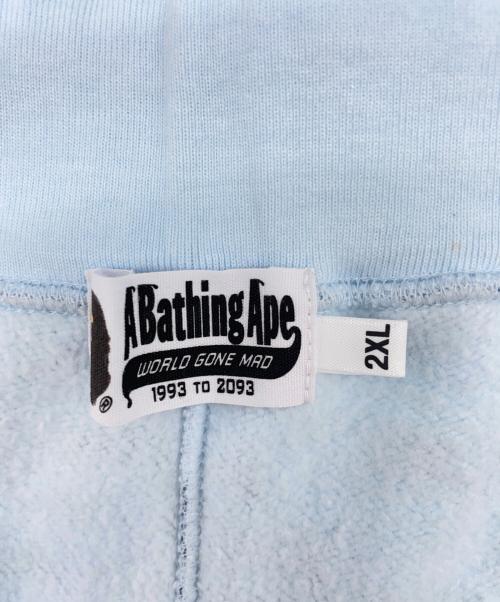 A Bathing Ape
WORLD GONE MAD
1993 TO 2093
®
2XL